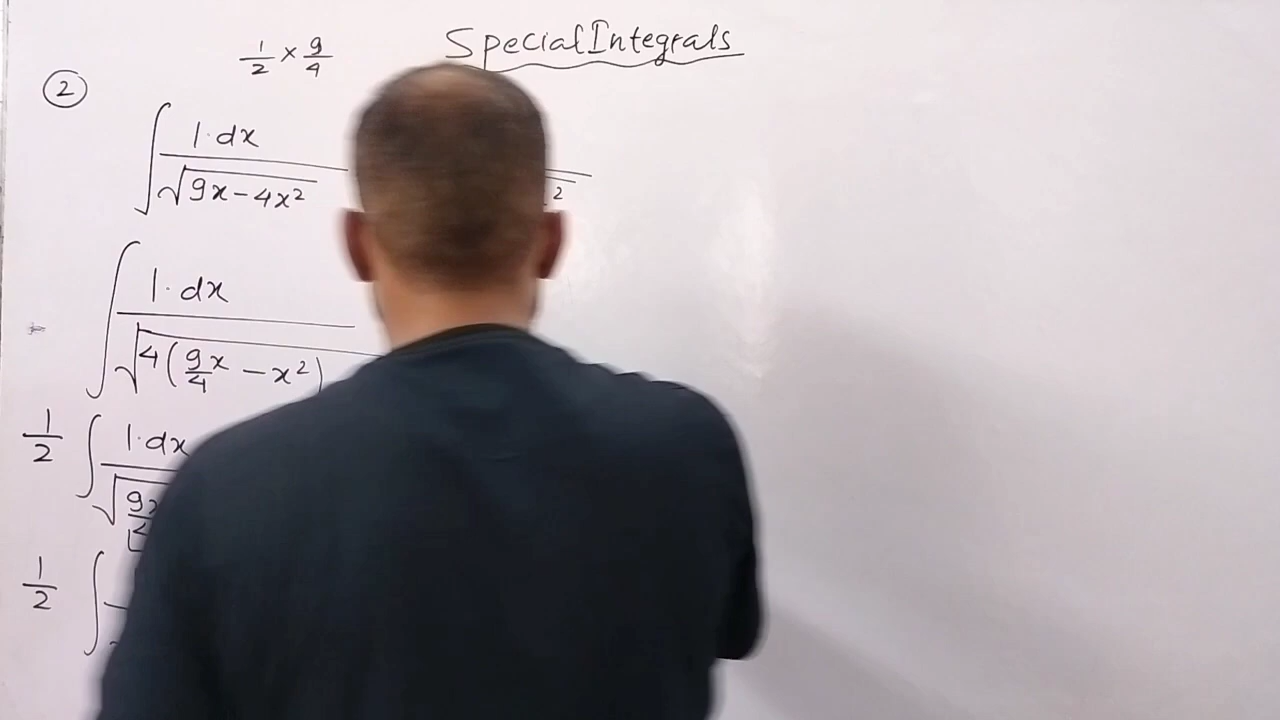 Special Integrals
1/2 × 9/4
2
∫ 1·dx / √(9x − 4x²)
2
∫ 1·dx / √(4(9/4 x − x²))
1/2 ∫ 1·dx / √(9x
1/2 ∫